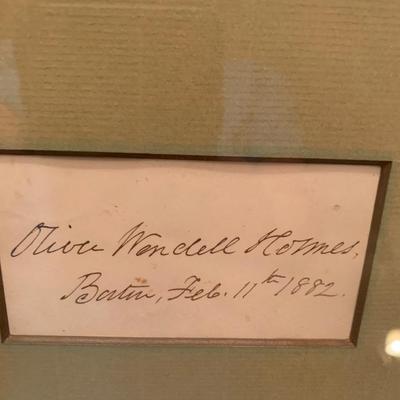 Oliver Wendell Holmes,
Boston, Feb. 11th 1882.